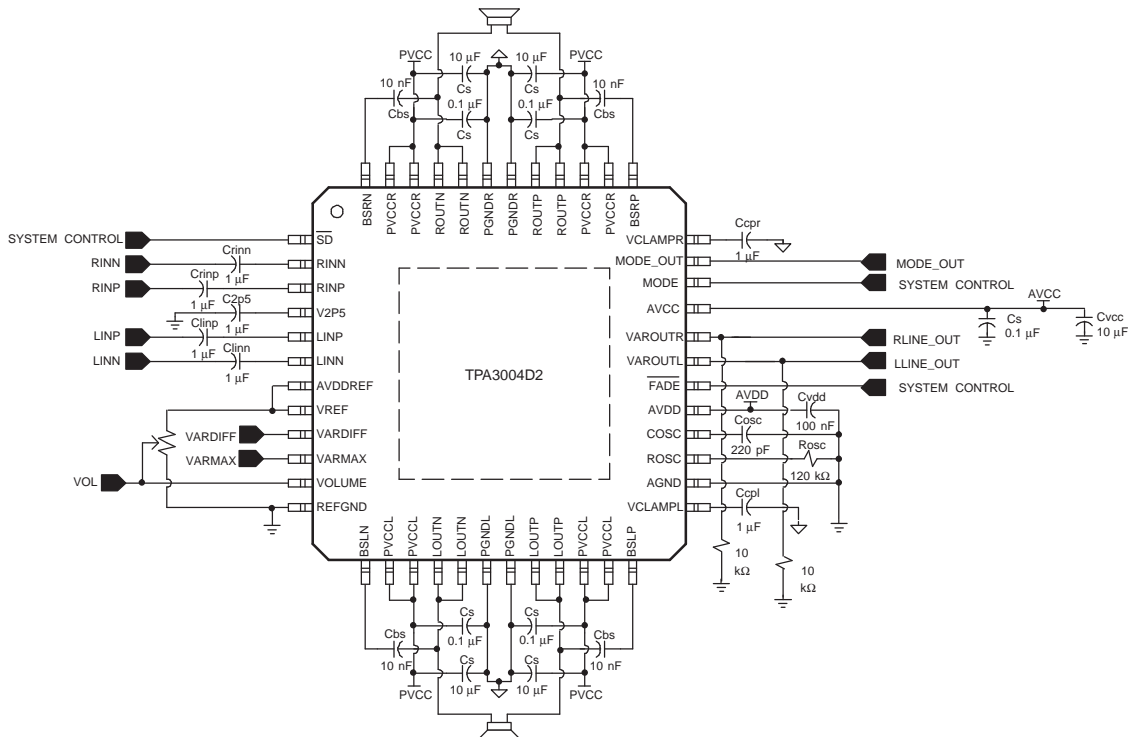 PVCC
10 µF
10 µF
PVCC
10 nF
Cs
Cs
10 nF
0.1 µF
0.1 µF
Cbs
Cs
Cs
Cbs
BSRN
PVCCR
PVCCR
ROUTN
ROUTN
PGNDR
PGNDR
ROUTP
ROUTP
PVCCR
PVCCR
BSRP
SYSTEM CONTROL
SD
RINN
Crinn
1 µF
RINN
RINP
Crinp
1 µF
RINP
C2p5
1 µF
V2P5
LINP
Clinp
1 µF
LINP
LINN
Clinn
1 µF
LINN
AVDDREF
VREF
VARDIFF
VARDIFF
VARMAX
VARMAX
VOL
VOLUME
REFGND
TPA3004D2
VCLAMPR
Ccpr
1 µF
MODE_OUT
MODE_OUT
MODE
SYSTEM CONTROL
AVCC
AVCC
Cs
0.1 µF
Cvcc
10 µF
VAROUTR
RLINE_OUT
VAROUTL
LLINE_OUT
FADE
SYSTEM CONTROL
AVDD
AVDD
Cvdd
100 nF
COSC
Cosc
220 pF
ROSC
Rosc
120 kΩ
AGND
VCLAMPL
Ccpl
1 µF
10
kΩ
10
kΩ
BSLN
PVCCL
PVCCL
LOUTN
LOUTN
PGNDL
PGNDL
LOUTP
LOUTP
PVCCL
PVCCL
BSLP
Cs
Cs
Cbs
0.1 µF
0.1 µF
Cbs
10 nF
Cs
Cs
10 nF
PVCC
10 µF
10 µF
PVCC